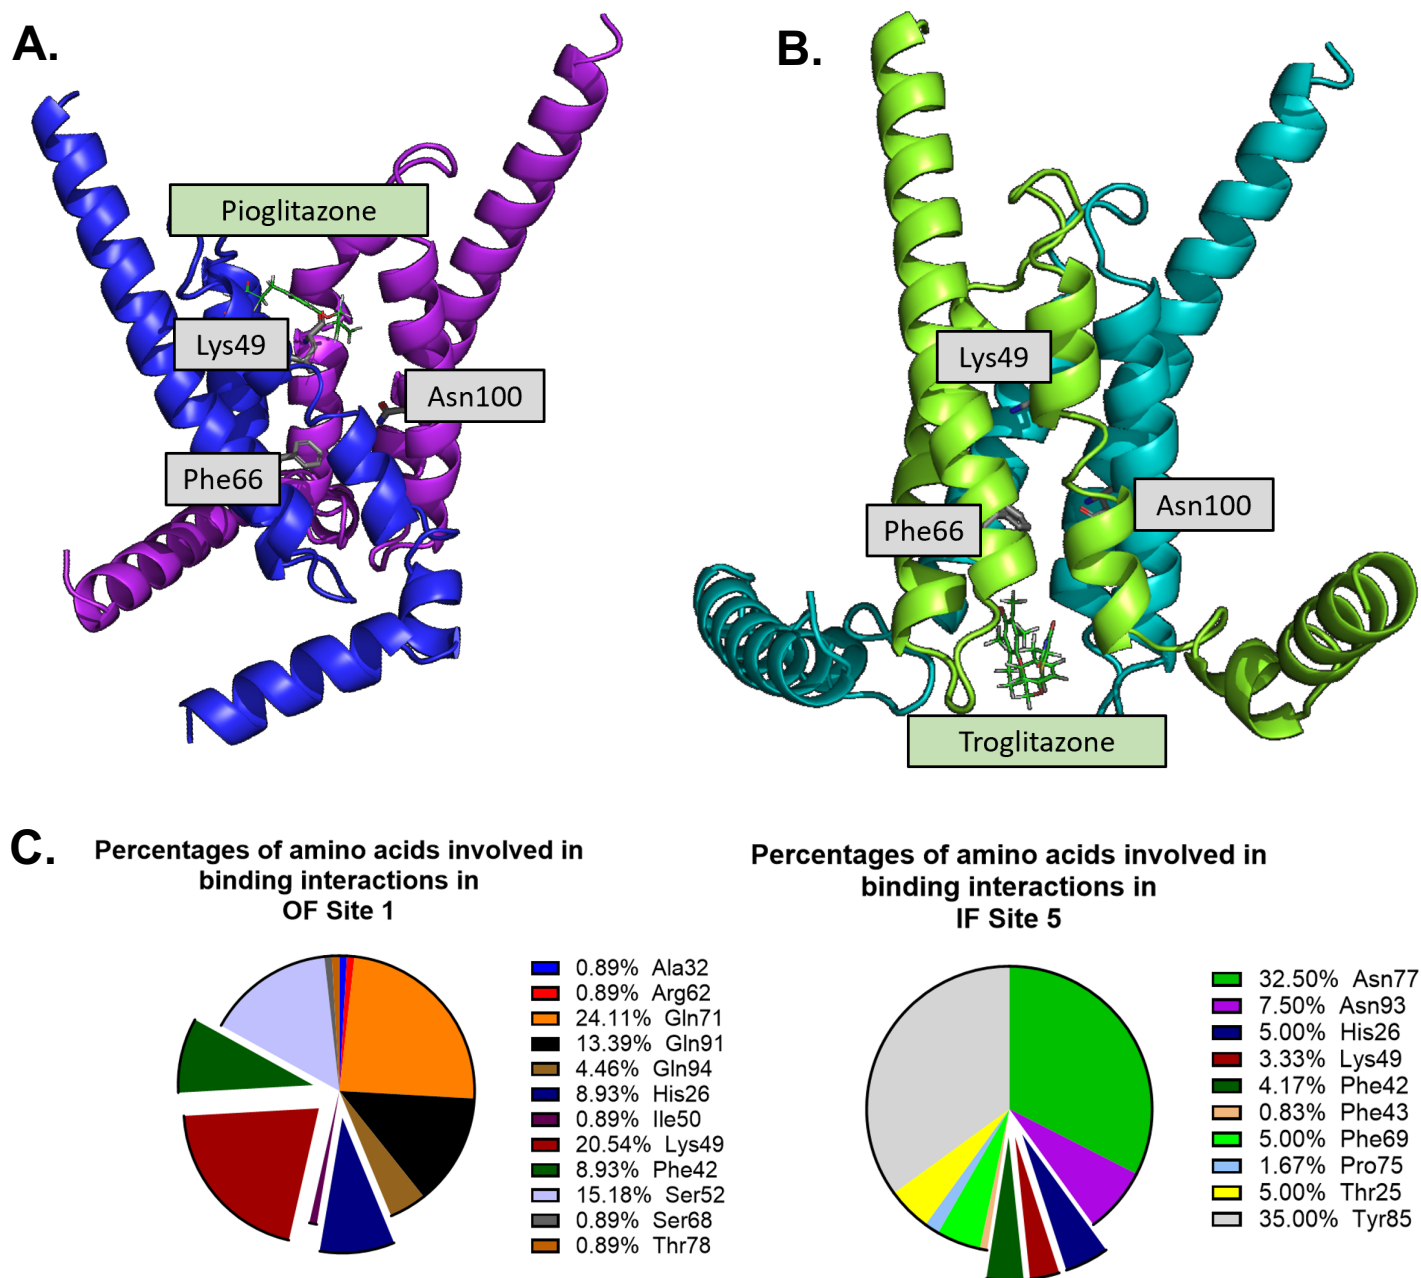 A.
B.
Pioglitazone
Lys49
Asn100
Phe66
Lys49
Phe66
Asn100
Troglitazone
C.
Percentages of amino acids involved in
binding interactions in
OF Site 1
0.89% Ala32
0.89% Arg62
24.11% Gln71
13.39% Gln91
4.46% Gln94
8.93% His26
0.89% Ile50
20.54% Lys49
8.93% Phe42
15.18% Ser52
0.89% Ser68
0.89% Thr78
Percentages of amino acids involved in
binding interactions in
IF Site 5
32.50% Asn77
7.50% Asn93
5.00% His26
3.33% Lys49
4.17% Phe42
0.83% Phe43
5.00% Phe69
1.67% Pro75
5.00% Thr25
35.00% Tyr85